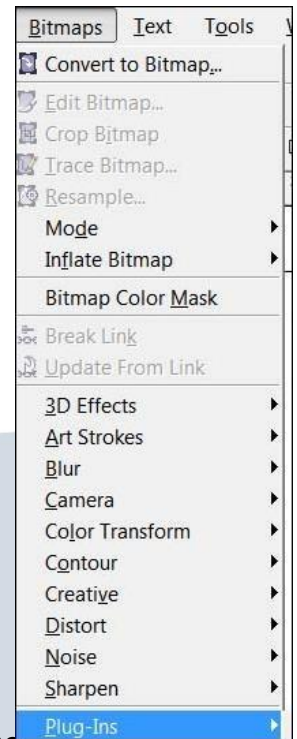 Bitmaps Text Tools
Convert to Bitmap...
Edit Bitmap...
Crop Bitmap
Trace Bitmap...
Resample...
Mode
Inflate Bitmap
Bitmap Color Mask
Break Link
Update From Link
3D Effects
Art Strokes
Blur
Camera
Color Transform
Contour
Creative
Distort
Noise
Sharpen
Plug-Ins